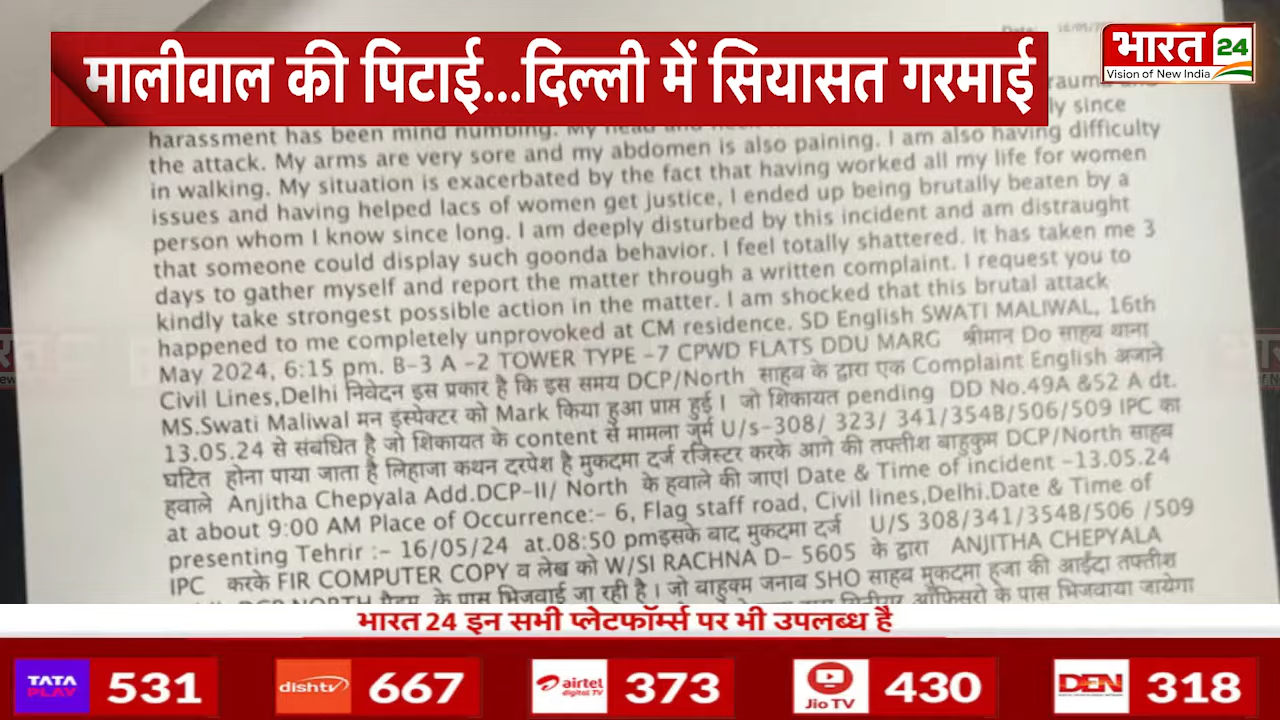 मालीवाल की पिटाई...दिल्ली में सियासत गरमाई
भारत 24
Vision of New India
harassment has been mind numbing. My head and
ly since
the attack. My arms are very sore and my abdomen is also paining. I am also having difficulty
in walking. My situation is exacerbated by the fact that having worked all my life for women
issues and having helped lacs of women get justice, I ended up being brutally beaten by a
person whom I know since long. I am deeply disturbed by this incident and am distraught
that someone could display such goonda behavior. I feel totally shattered. It has taken me 3
days to gather myself and report the matter through a written complaint. I request you to
kindly take strongest possible action in the matter. I am shocked that this brutal attack
happened to me completely unprovoked at CM residence. SD English SWATI MALIWAL, 16th
May 2024, 6:15 pm. B-3 A -2 TOWER TYPE -7 CPWD FLATS DDU MARG श्रीमान Do साहब थाना
Civil Lines,Delhi निवेदन इस प्रकार है कि इस समय DCP/North साहब के द्वारा एक Complaint English अजाने
MS.Swati Maliwal मन इंस्पेक्टर को Mark किया हुआ प्राप्त हुई। जो शिकायत pending DD No.49A &52 A dt.
13.05.24 से संबंधित है जो शिकायत के content से मामला जुर्म U/s-308/ 323/ 341/354B/506/509 IPC का
घटित होना पाया जाता है लिहाजा कथन दरपेश है मुकदमा दर्ज रजिस्टर करके आगे की तफ्तीश बाहुकुम DCP/North साहब
हवाले Anjitha Chepyala Add.DCP-II/ North के हवाले की जाए। Date & Time of incident -13.05.24
at about 9:00 AM Place of Occurrence:- 6, Flag staff road, Civil lines,Delhi.Date & Time of
presenting Tehrir :- 16/05/24 at.08:50 pmइसके बाद मुकदमा दर्ज U/S 308/341/354B/506 /509
IPC करके FIR COMPUTER COPY व लेख को W/SI RACHNA D- 5605 के द्वारा ANJITHA CHEPYALA
DCP NORTH मैडम के पास भिजवाई जा रही है। जो बाहुक्म जनाब SHO साहब मुकदमा हजा की आईंदा तफ्तीश
ऑफिसरो के पास भिजवाया जायेगा
भारत 24 इन सभी प्लेटफॉर्म्स पर भी उपलब्ध है
TATA PLAY 531 dishtv 667 airtel digital TV 373 JioTV 430 DEN 318